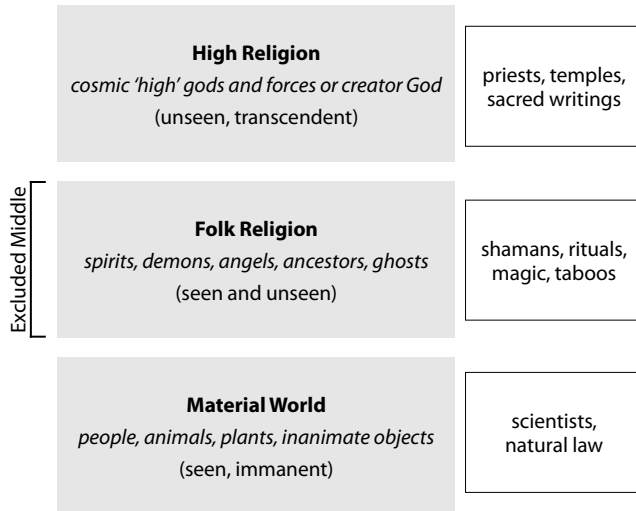 High Religion
cosmic ‘high’ gods and forces or creator God
(unseen, transcendent)
priests, temples,
sacred writings
Excluded Middle
Folk Religion
spirits, demons, angels, ancestors, ghosts
(seen and unseen)
shamans, rituals,
magic, taboos
Material World
people, animals, plants, inanimate objects
(seen, immanent)
scientists,
natural law